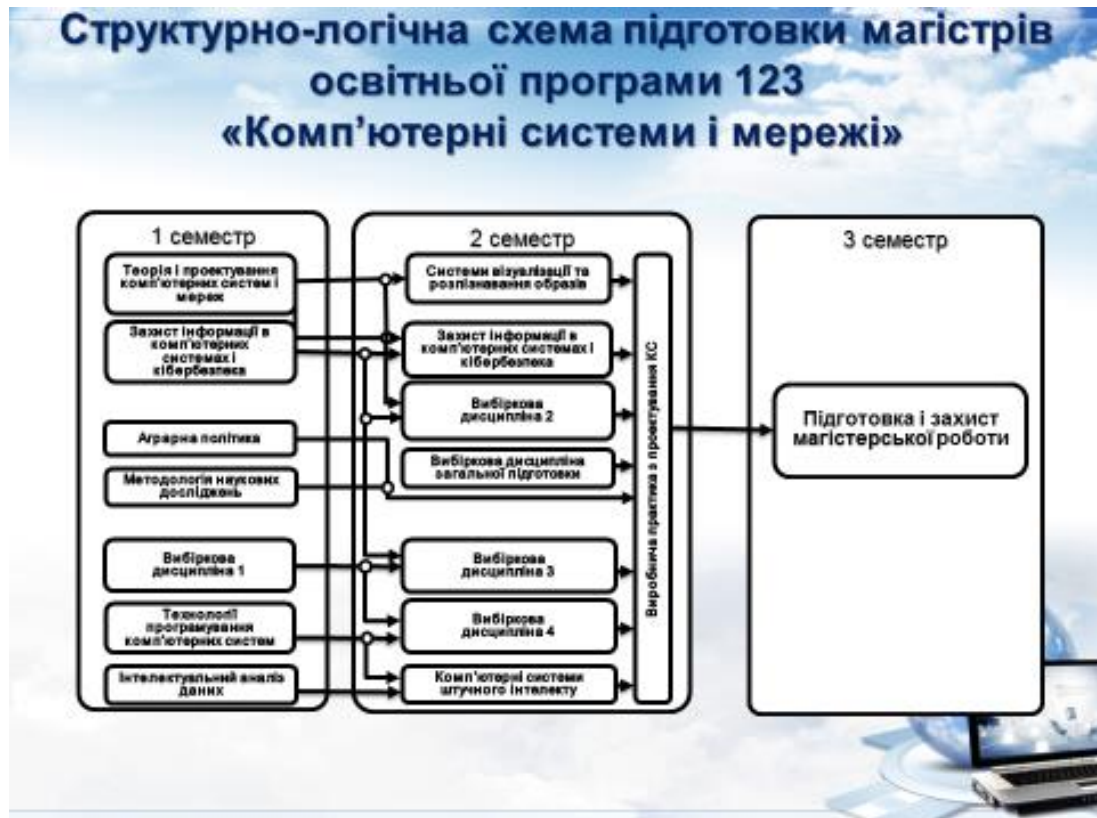 Структурно-логічна схема підготовки магістрів
освітньої програми 123
«Комп’ютерні системи і мережі»
1 семестр
Теорія і проектування
комп'ютерних систем і
мереж
Захист інформації в
комп'ютерних
системах і
кібербезпека
Аграрна політика
Методологія наукових
досліджень
Вибіркова
дисципліна 1
Технології
програмування
комп'ютерних систем
Інтелектуальний аналіз
даних
2 семестр
Системи візуалізації та
розпізнавання образів
Захист інформації в
комп'ютерних системах і
кібербезпека
Вибіркова
дисципліна 2
Вибіркова дисципліна
загальної підготовки
Вибіркова
дисципліна 3
Вибіркова
дисципліна 4
Комп'ютерні системи
штучного інтелекту
Виробнича практика з проектування КС
3 семестр
Підготовка і захист
магістерської роботи